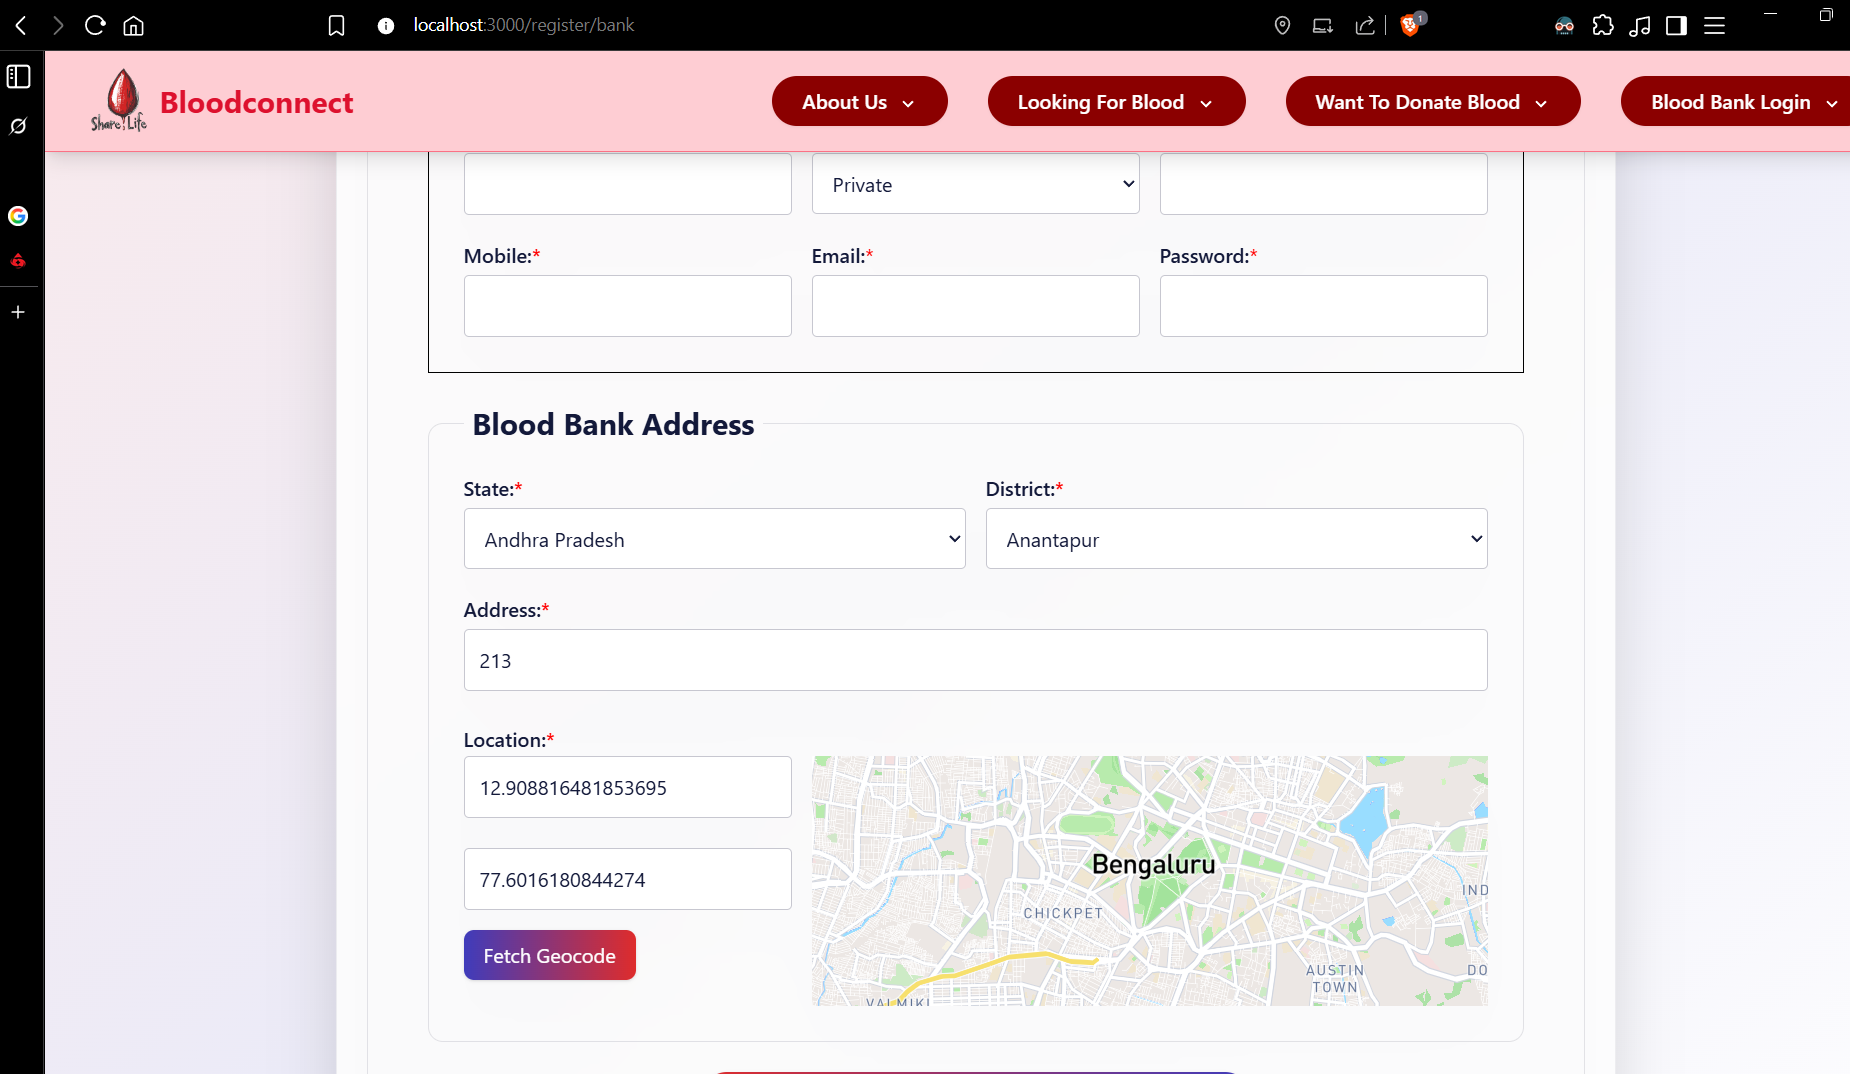 localhost:3000/register/bank
1
Share Life
Bloodconnect
About Us
Looking For Blood
Want To Donate Blood
Blood Bank Login
Private
Mobile:*
Email:*
Password:*
Blood Bank Address
State:*
District:*
Andhra Pradesh
Anantapur
Address:*
213
Location:*
12.908816481853695
77.6016180844274
Fetch Geocode
Bengaluru
IND
CHICKPET
AUSTIN
TOWN
DO
VALMIKI